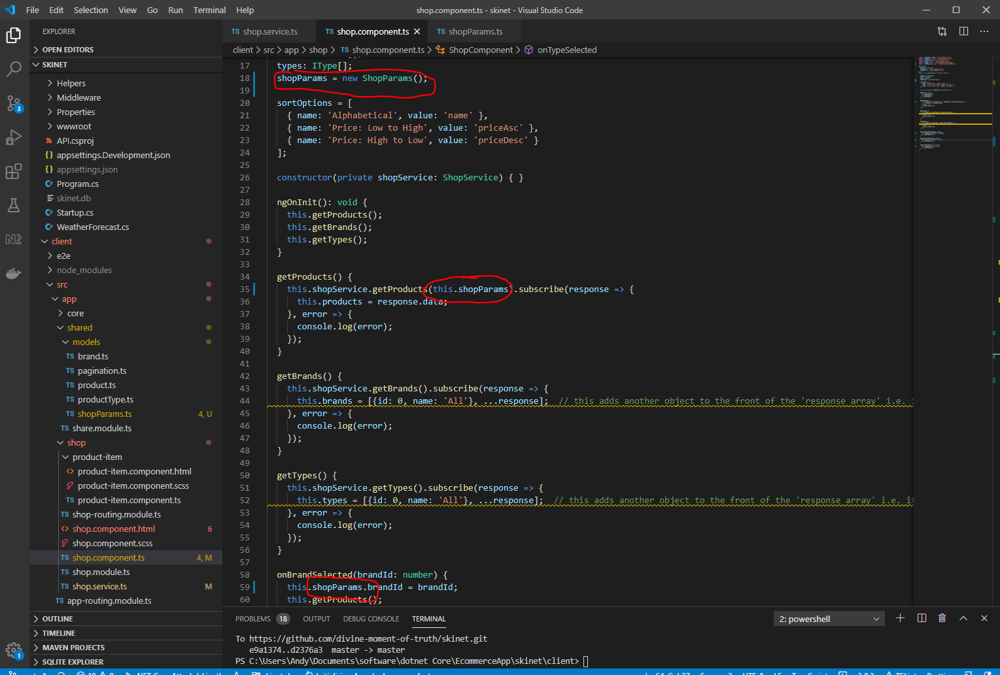 File Edit Selection View Go Run Terminal Help shop.component.ts - skinet - Visual Studio Code
EXPLORER
OPEN EDITORS
SKINET
Helpers
Middleware
Properties
wwwroot
API.csproj
{} appsettings.Development.json
{} appsettings.json
C# Program.cs
skinet.db
C# Startup.cs
C# WeatherForecast.cs
client
e2e
node_modules
src
app
core
shared
models
TS brand.ts
TS pagination.ts
TS product.ts
TS productType.ts
TS shopParams.ts 4, U
TS share.module.ts
shop
product-item
<> product-item.component.html
product-item.component.scss
TS product-item.component.ts
TS shop-routing.module.ts
<> shop.component.html 6
shop.component.scss
TS shop.component.ts 4, M
TS shop.module.ts
TS shop.service.ts M
TS app-routing.module.ts
OUTLINE
TIMELINE
MAVEN PROJECTS
SQLITE EXPLORER
3
1
TS shop.service.ts TS shop.component.ts TS shopParams.ts
client > src > app > shop > TS shop.component.ts > ShopComponent > onTypeSelected
17 types: IType[];
18 shopParams = new ShopParams();
19
20 sortOptions = [
21 { name: 'Alphabetical', value: 'name' },
22 { name: 'Price: Low to High', value: 'priceAsc' },
23 { name: 'Price: High to Low', value: 'priceDesc' }
24 ];
25
26 constructor(private shopService: ShopService) { }
27
28 ngOnInit(): void {
29 this.getProducts();
30 this.getBrands();
31 this.getTypes();
32 }
33
34 getProducts() {
35 this.shopService.getProducts(this.shopParams).subscribe(response => {
36 this.products = response.data;
37 }, error => {
38 console.log(error);
39 });
40 }
41
42 getBrands() {
43 this.shopService.getBrands().subscribe(response => {
44 this.brands = [{id: 0, name: 'All'}, ...response]; // this adds another object to the front of the 'response array' i.e.
45 }, error => {
46 console.log(error);
47 });
48 }
49
50 getTypes() {
51 this.shopService.getTypes().subscribe(response => {
52 this.types = [{id: 0, name: 'All'}, ...response]; // this adds another object to the front of the 'response array' i.e. it
53 }, error => {
54 console.log(error);
55 });
56 }
57
58 onBrandSelected(brandId: number) {
59 this.shopParams.brandId = brandId;
60 this.getProducts();
PROBLEMS 18 OUTPUT DEBUG CONSOLE TERMINAL 2: powershell
To https://github.com/divine-moment-of-truth/skinet.git
e9a1374..d2376a3 master -> master
PS C:\Users\Andy\Documents\software\dotnet Core\EcommerceApp\skinet\client>